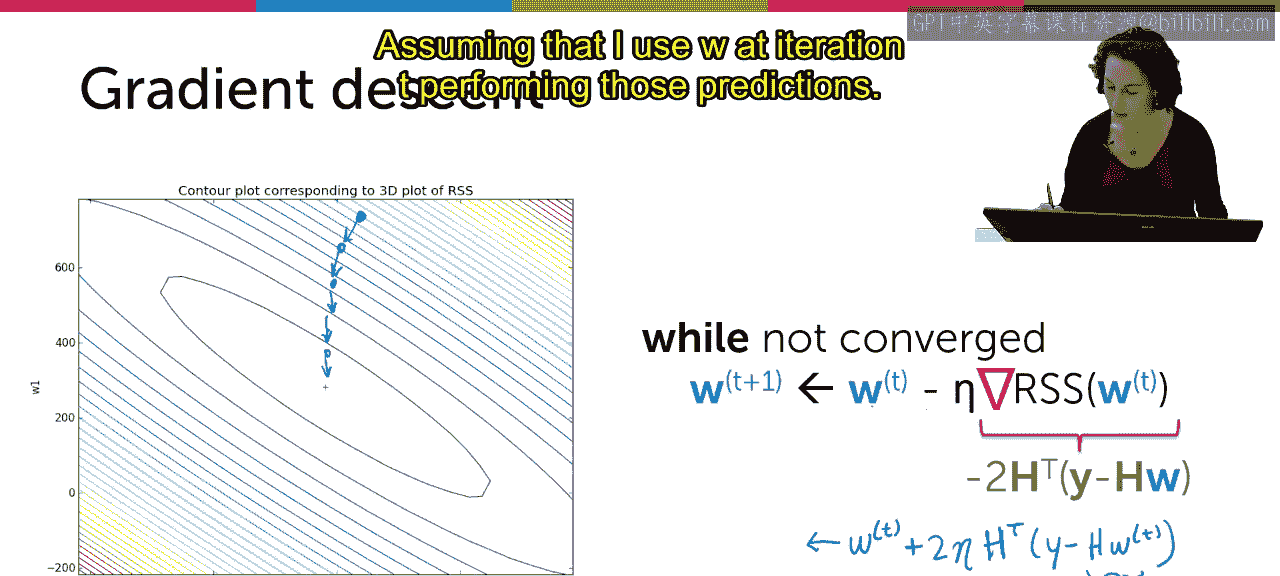 GPT中英字幕课程资源@bilibili.com
Assuming that I use w at iteration
t performing those predictions.
Gradient descent
Contour plot corresponding to 3D plot of RSS
600
400
200
0
−200
w1
while not converged
w^(t+1) ← w^(t) - η∇RSS(w^(t))
-2H^T(y-Hw)
← w^(t) + 2η H^T (y-Hw^(t))